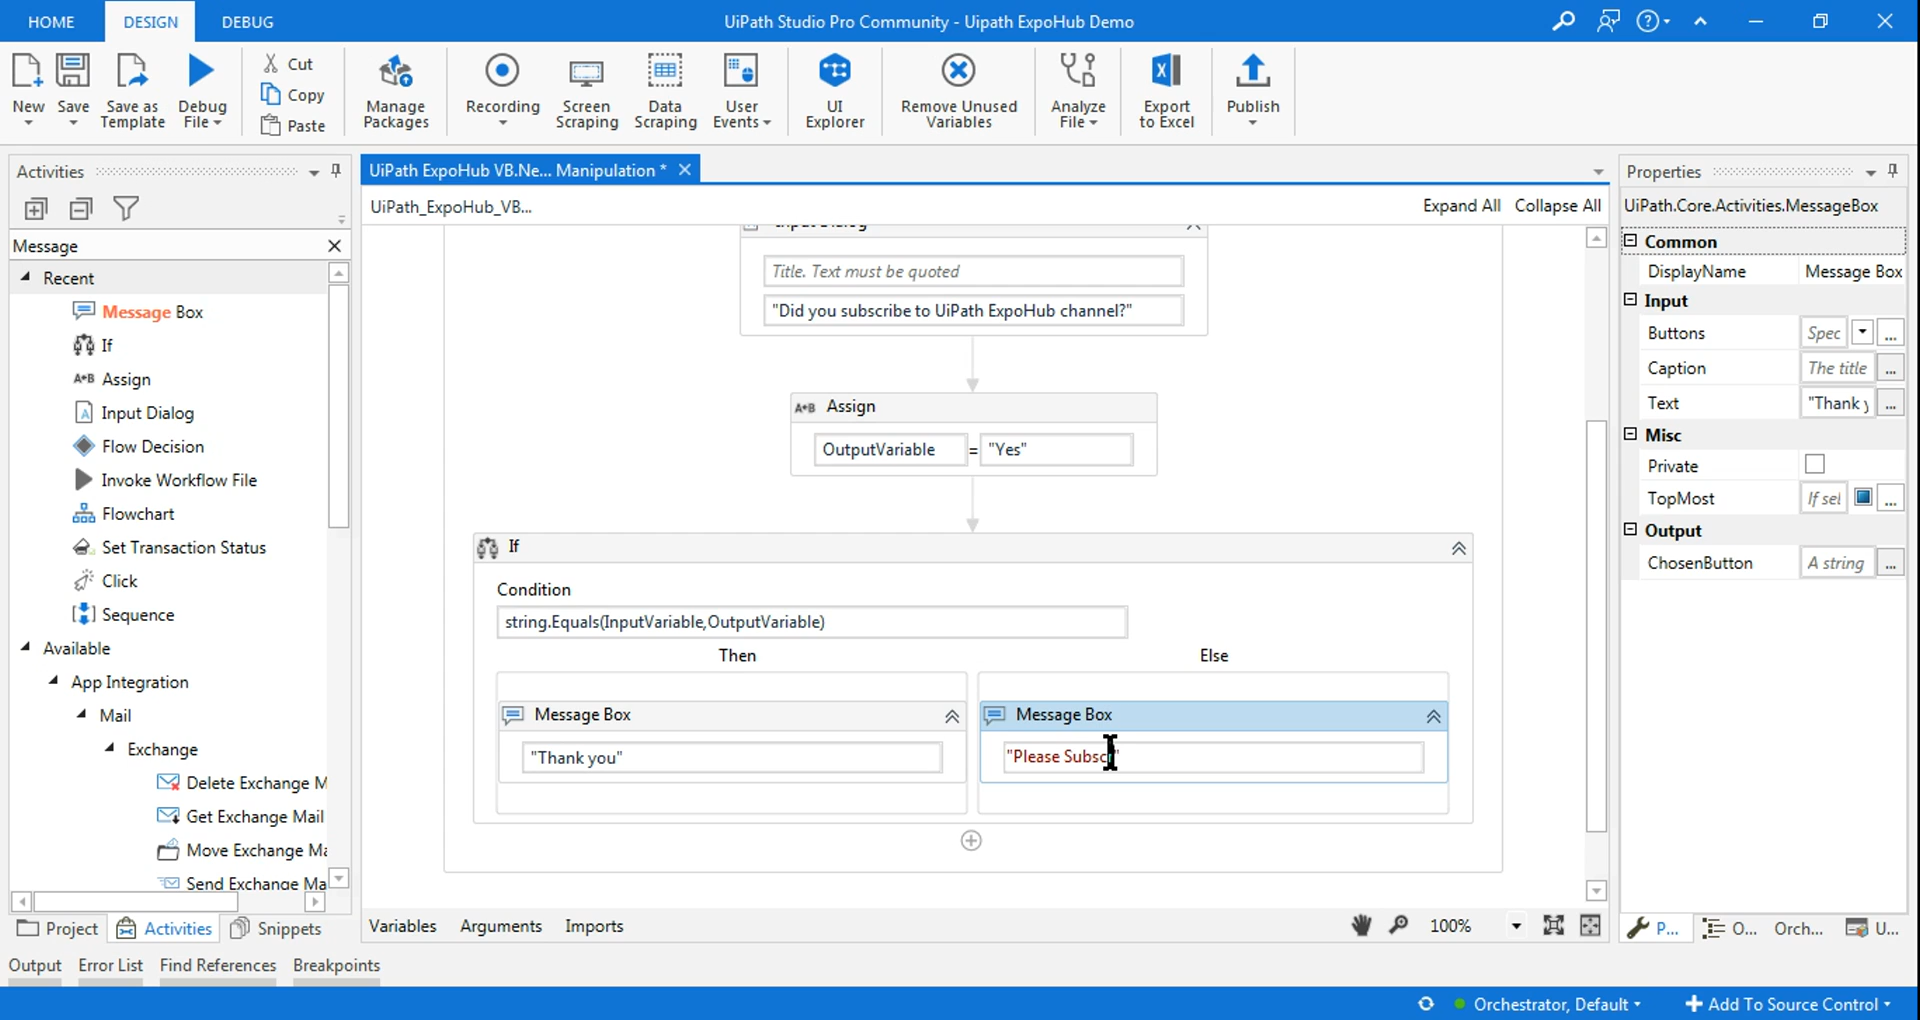 HOME DESIGN DEBUG UiPath Studio Pro Community - Uipath ExpoHub Demo
New Save Save as Template Debug File Cut Copy Paste Manage Packages Recording Screen Scraping Data Scraping User Events UI Explorer Remove Unused Variables Analyze File Export to Excel Publish
Activities
Message
Recent
Message Box
If
A+B Assign
Input Dialog
Flow Decision
Invoke Workflow File
Flowchart
Set Transaction Status
Click
Sequence
Available
App Integration
Mail
Exchange
Delete Exchange M
Get Exchange Mail
Move Exchange Ma
Send Exchange Ma
Project Activities Snippets
UiPath ExpoHub VB.Ne... Manipulation *
UiPath_ExpoHub_VB... Expand All Collapse All
Input Dialog
Title. Text must be quoted
"Did you subscribe to UiPath ExpoHub channel?"
A+B Assign
OutputVariable = "Yes"
If
Condition
string.Equals(InputVariable,OutputVariable)
Then Else
Message Box Message Box
"Thank you" "Please Subsc"
Variables Arguments Imports 100%
Properties
UiPath.Core.Activities.MessageBox
Common
DisplayName Message Box
Input
Buttons Spec ...
Caption The title ...
Text "Thank y ...
Misc
Private
TopMost If sel ...
Output
ChosenButton A string ...
P... O... Orch... U...
Output Error List Find References Breakpoints
Orchestrator, Default Add To Source Control